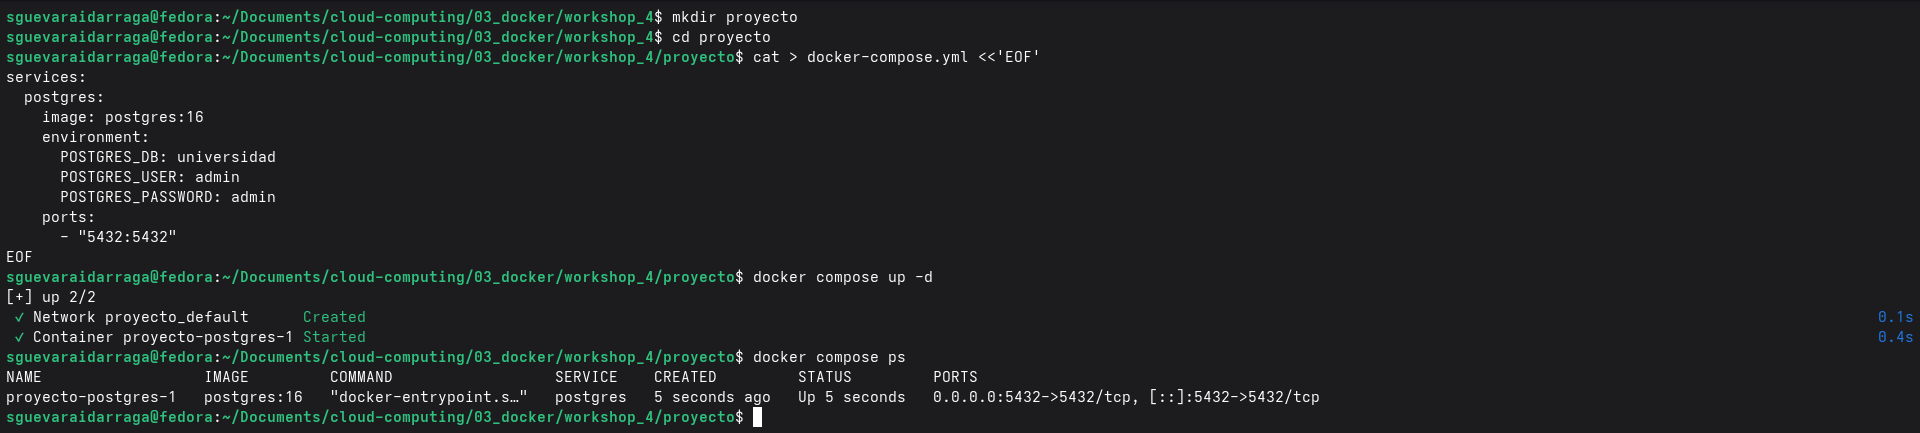 sguevaraidarraga@fedora:~/Documents/cloud-computing/03_docker/workshop_4$ mkdir proyecto
sguevaraidarraga@fedora:~/Documents/cloud-computing/03_docker/workshop_4$ cd proyecto
sguevaraidarraga@fedora:~/Documents/cloud-computing/03_docker/workshop_4/proyecto$ cat > docker-compose.yml <<'EOF'
services:
  postgres:
    image: postgres:16
    environment:
      POSTGRES_DB: universidad
      POSTGRES_USER: admin
      POSTGRES_PASSWORD: admin
    ports:
      - "5432:5432"
EOF
sguevaraidarraga@fedora:~/Documents/cloud-computing/03_docker/workshop_4/proyecto$ docker compose up -d
[+] up 2/2
 ✓ Network proyecto_default      Created 0.1s
 ✓ Container proyecto-postgres-1 Started 0.4s
sguevaraidarraga@fedora:~/Documents/cloud-computing/03_docker/workshop_4/proyecto$ docker compose ps
NAME                  IMAGE         COMMAND                  SERVICE    CREATED         STATUS         PORTS
proyecto-postgres-1   postgres:16   "docker-entrypoint.s…"   postgres   5 seconds ago   Up 5 seconds   0.0.0.0:5432->5432/tcp, [::]:5432->5432/tcp
sguevaraidarraga@fedora:~/Documents/cloud-computing/03_docker/workshop_4/proyecto$